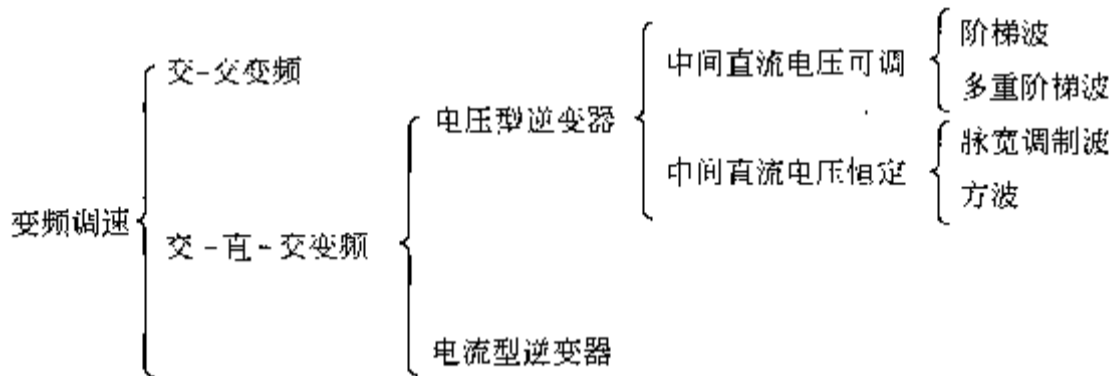 变频调速
交-交变频
交-直-交变频
电压型逆变器
中间直流电压可调
阶梯波
多重阶梯波
中间直流电压恒定
脉宽调制波
方波
电流型逆变器